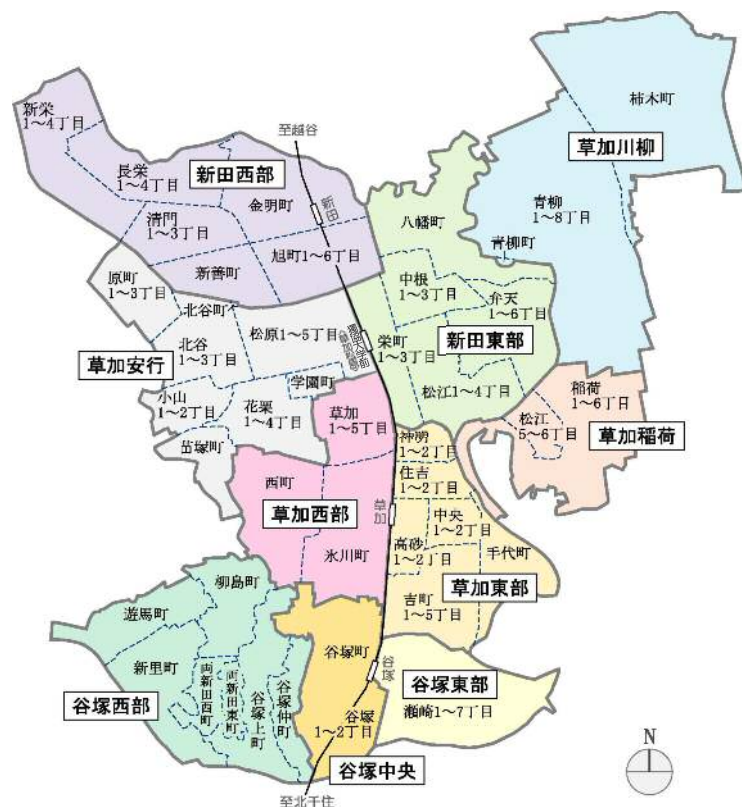 新栄
1～4丁目
長栄
1～4丁目
清門
1～3丁目
新田西部
金明町
至越谷
新田
旭町1～6丁目
新善町
柿木町
草加川柳
青柳
1～8丁目
青柳町
八幡町
中根
1～3丁目
弁天
1～6丁目
新田東部
栄町
1～3丁目
松江1～4丁目
原町
1～3丁目
北谷町
北谷
1～3丁目
松原1～5丁目
獨協大学前
〈草加松原〉
草加安行
学園町
小山
1～2丁目
花栗
1～4丁目
苗塚町
稲荷
1～6丁目
松江
5～6丁目
草加稲荷
草加
1～5丁目
西町
草加西部
氷川町
神明
1～2丁目
住吉
1～2丁目
草加
中央
1～2丁目
高砂
1～2丁目
手代町
草加東部
吉町
1～5丁目
柳島町
遊馬町
新里町
両新田西町
両新田東町
谷塚上町
谷塚仲町
谷塚西部
谷塚町
谷塚
谷塚
1～2丁目
谷塚中央
谷塚東部
瀬崎1～7丁目
至北千住
N